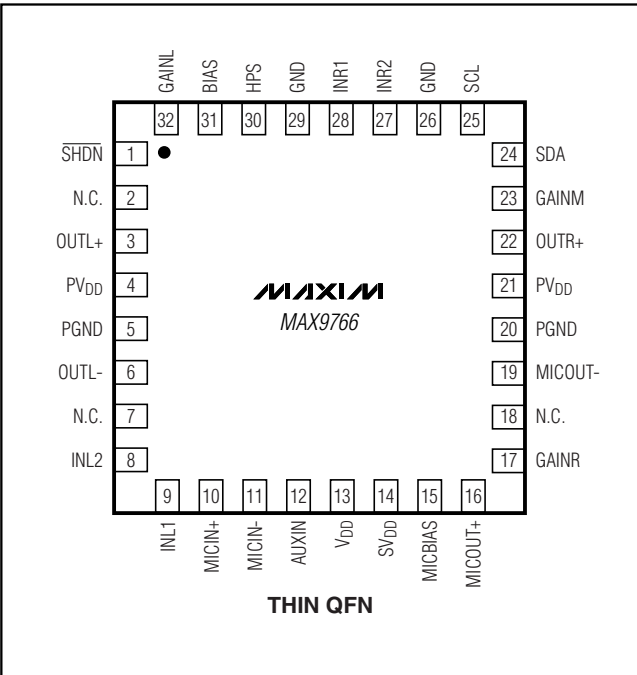 GAINL BIAS HPS GND INR1 INR2 GND SCL
32 31 30 29 28 27 26 25
SHDN 1 24 SDA
N.C. 2 23 GAINM
OUTL+ 3 22 OUTR+
PVDD 4 21 PVDD
MAXIM
MAX9766
PGND 5 20 PGND
OUTL- 6 19 MICOUT-
N.C. 7 18 N.C.
INL2 8 17 GAINR
9 10 11 12 13 14 15 16
INL1 MICIN+ MICIN- AUXIN VDD SVDD MICBIAS MICOUT+
THIN QFN